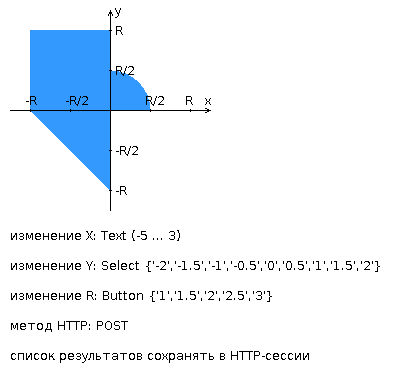 y
R
R/2
-R
-R/2
R/2
R
x
-R/2
-R
изменение X: Text (-5 ... 3)
изменение Y: Select {'-2','-1.5','-1','-0.5','0','0.5','1','1.5','2'}
изменение R: Button {'1','1.5','2','2.5','3'}
метод HTTP: POST
список результатов сохранять в HTTP-сессии